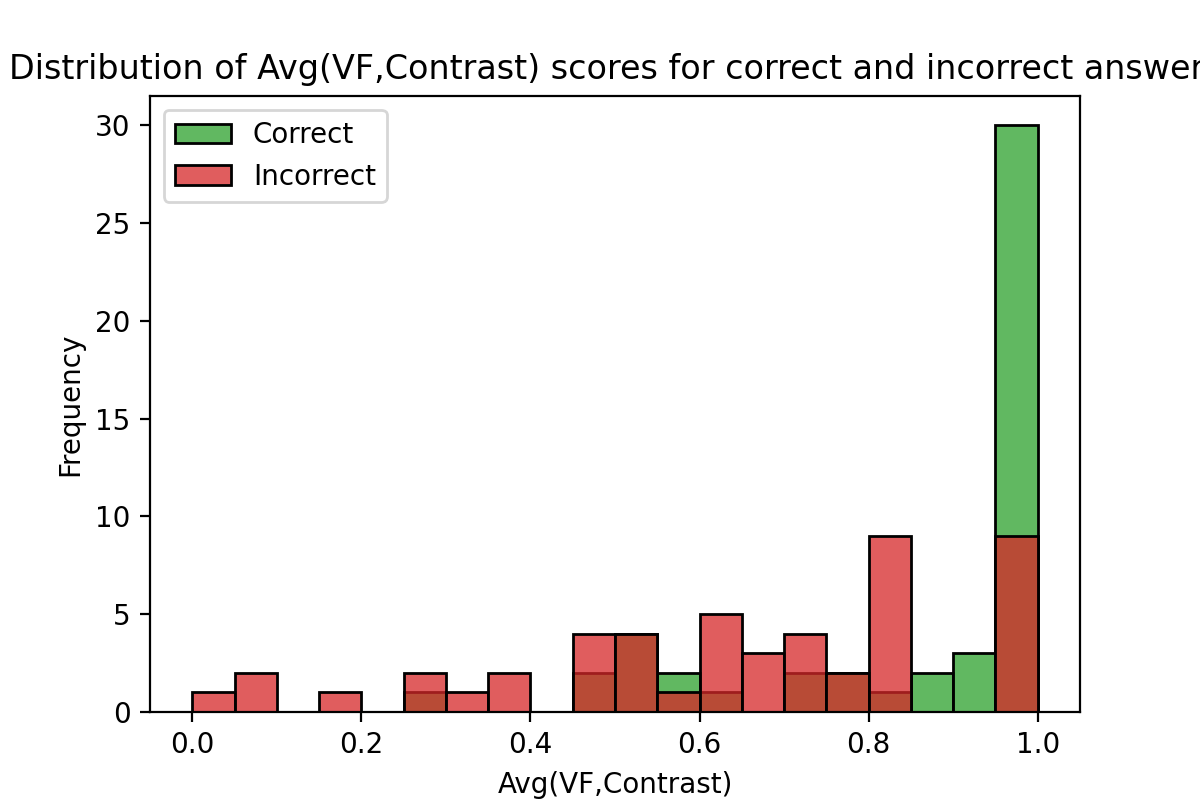 Distribution of Avg(VF,Contrast) scores for correct and incorrect answer
Correct
Incorrect
30
25
20
15
10
5
0
Frequency
0.0 0.2 0.4 0.6 0.8 1.0
Avg(VF,Contrast)